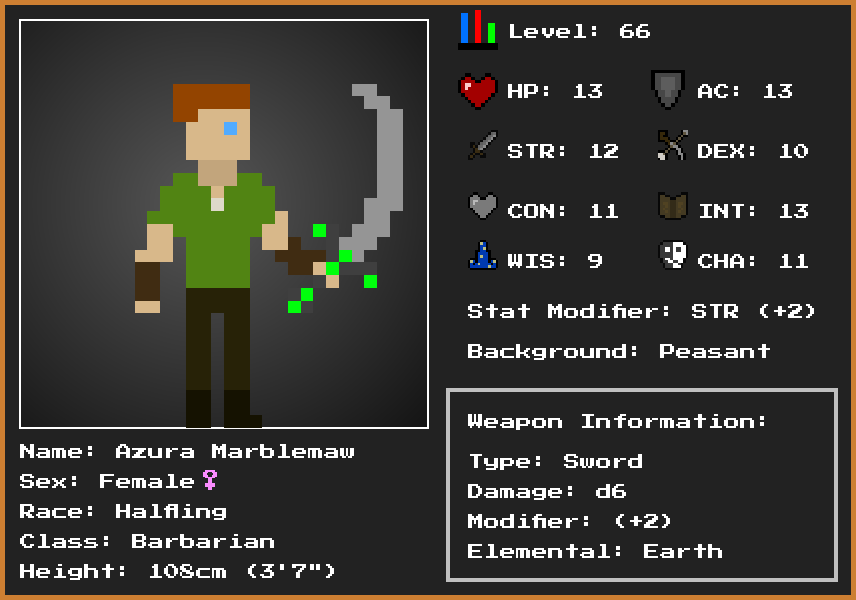 Level: 66
HP: 13
AC: 13
STR: 12
DEX: 10
CON: 11
INT: 13
WIS: 9
CHA: 11
Stat Modifier: STR (+2)
Background: Peasant
Weapon Information:
Type: Sword
Damage: d6
Modifier: (+2)
Elemental: Earth
Name: Azura Marblemaw
Sex: Female♀
Race: Halfling
Class: Barbarian
Height: 108cm (3'7")